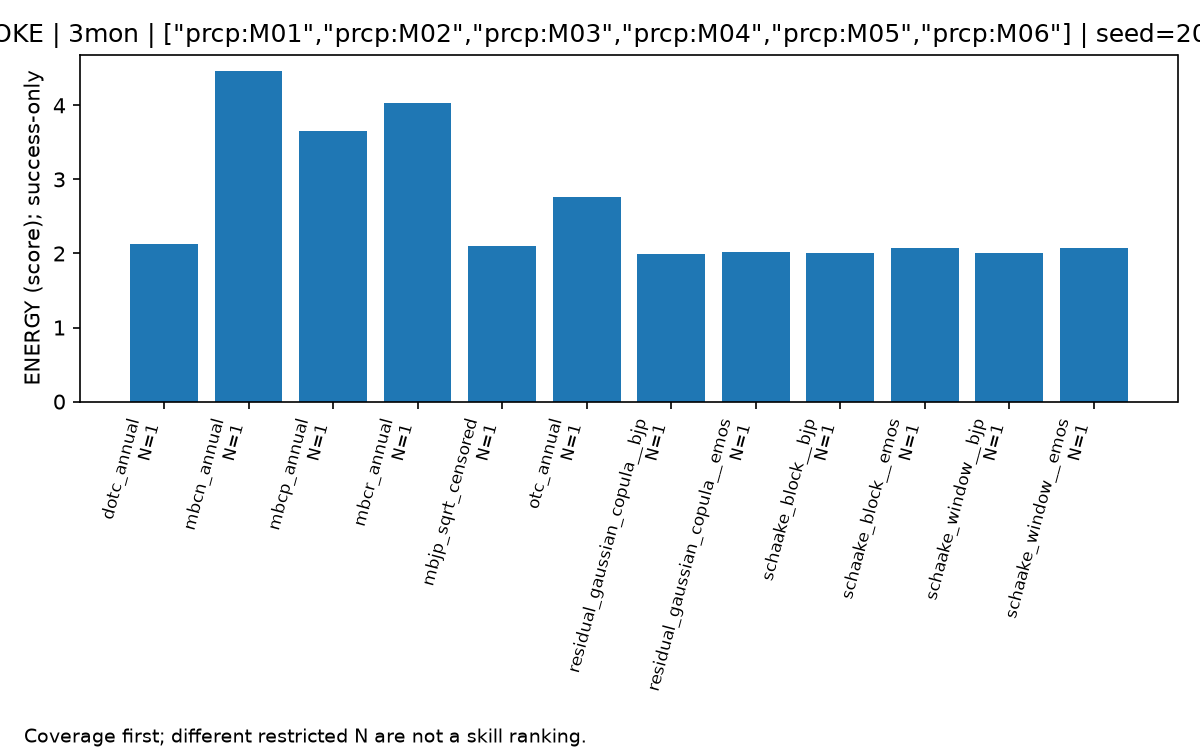 OKE | 3mon | ["prcp:M01","prcp:M02","prcp:M03","prcp:M04","prcp:M05","prcp:M06"] | seed=20
ENERGY (score); success-only
4
3
2
1
0
dotc_annual
N=1
mbcn_annual
N=1
mbcp_annual
N=1
mbcr_annual
N=1
mbjp_sqrt_censored
N=1
otc_annual
N=1
residual_gaussian_copula__bjp
N=1
residual_gaussian_copula__emos
N=1
schaake_block__bjp
N=1
schaake_block__emos
N=1
schaake_window__bjp
N=1
schaake_window__emos
N=1
Coverage first; different restricted N are not a skill ranking.